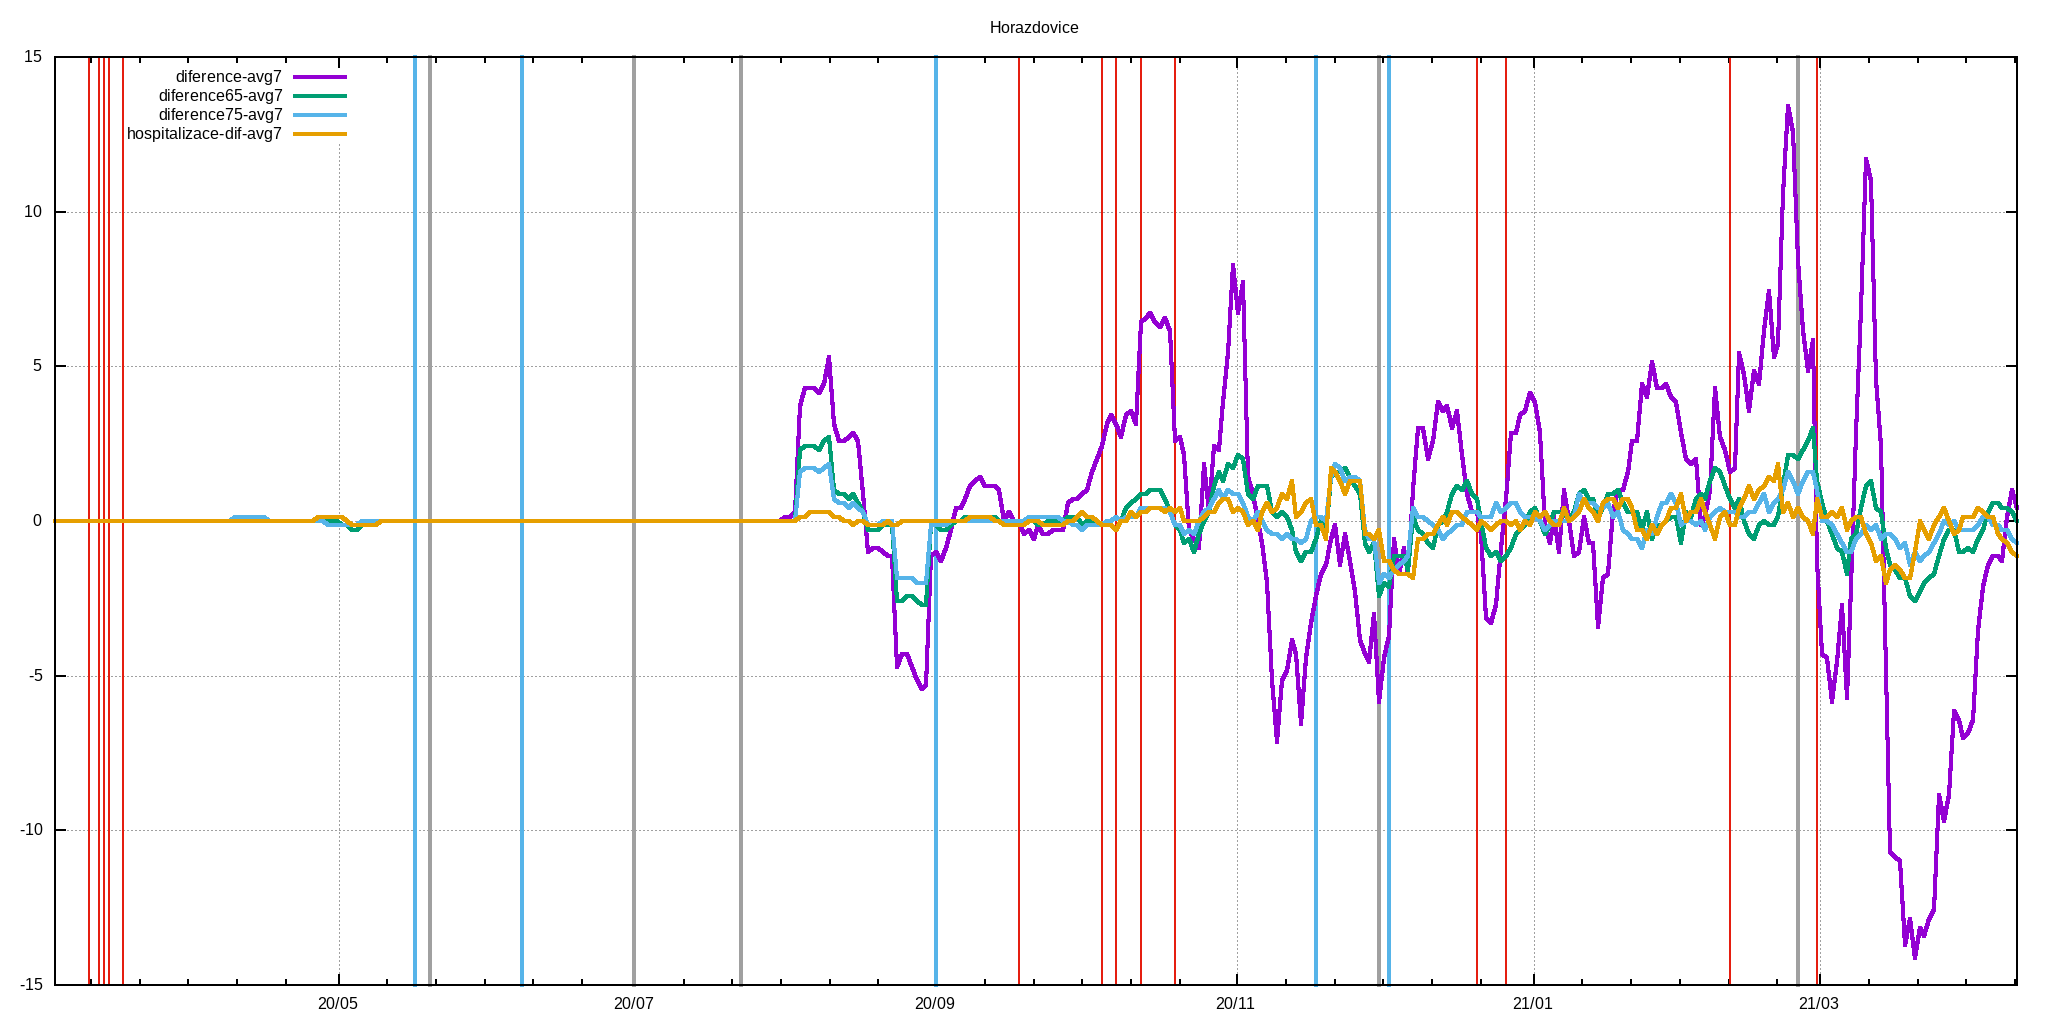 Horazdovice
15
10
5
0
-5
-10
-15
diference-avg7
diference65-avg7
diference75-avg7
hospitalizace-dif-avg7
20/05
20/07
20/09
20/11
21/01
21/03